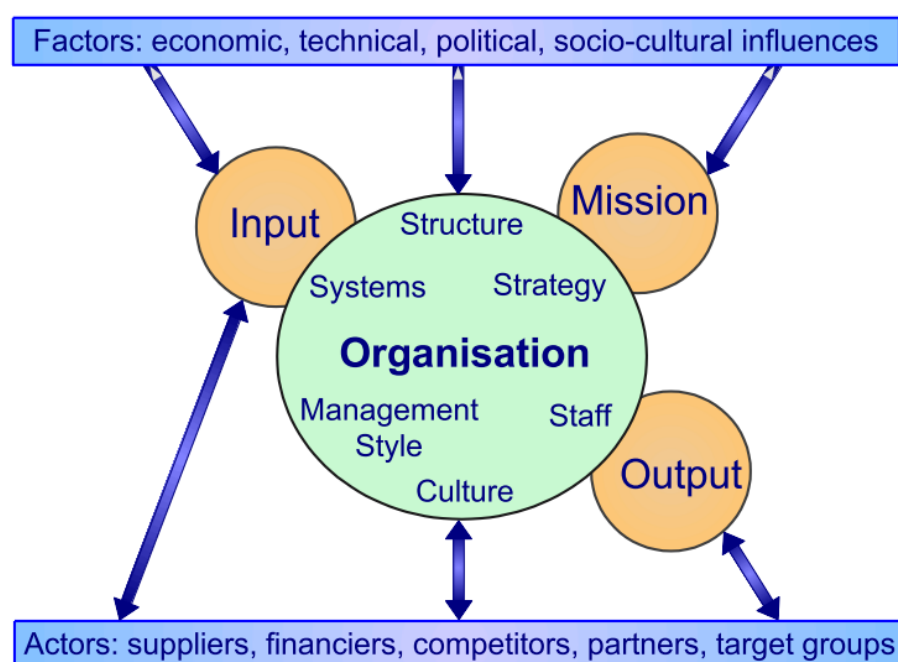 Factors: economic, technical, political, socio-cultural influences
Input
Mission
Structure
Systems
Strategy
Organisation
Management
Style
Staff
Culture
Output
Actors: suppliers, financiers, competitors, partners, target groups